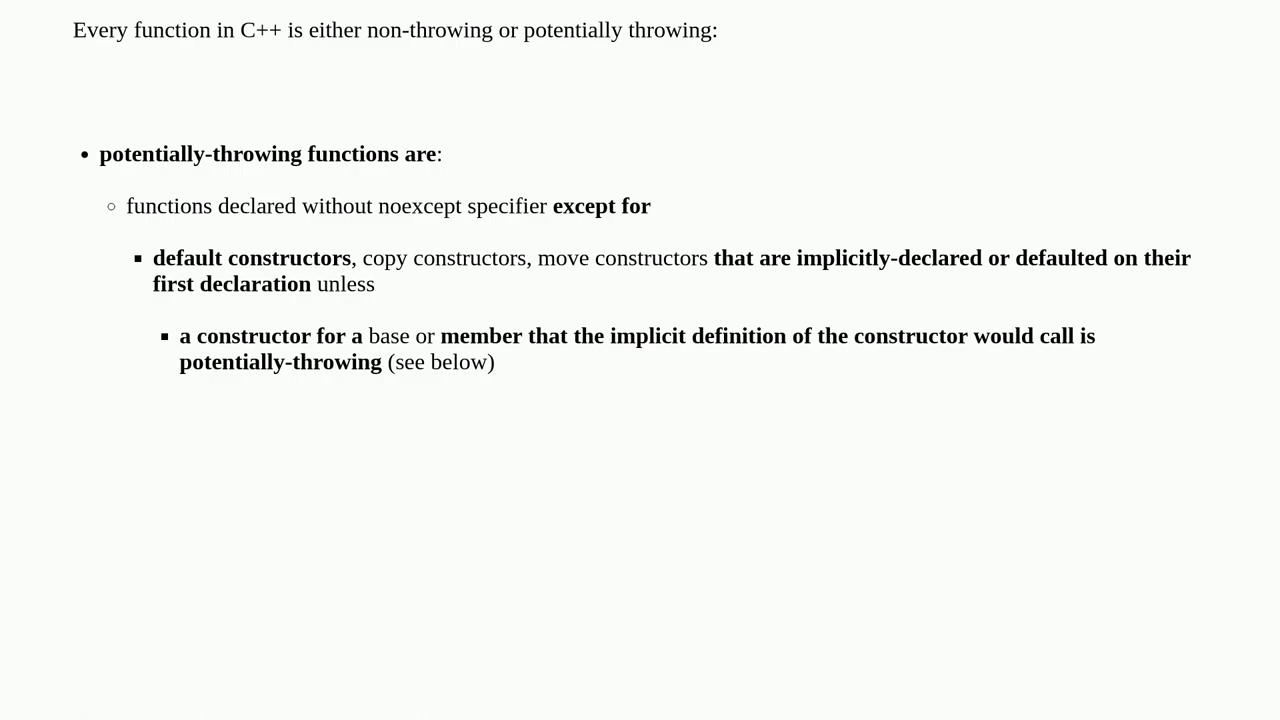 Every function in C++ is either non-throwing or potentially throwing:
potentially-throwing functions are:
functions declared without noexcept specifier except for
default constructors, copy constructors, move constructors that are implicitly-declared or defaulted on their
first declaration unless
a constructor for a base or member that the implicit definition of the constructor would call is
potentially-throwing (see below)